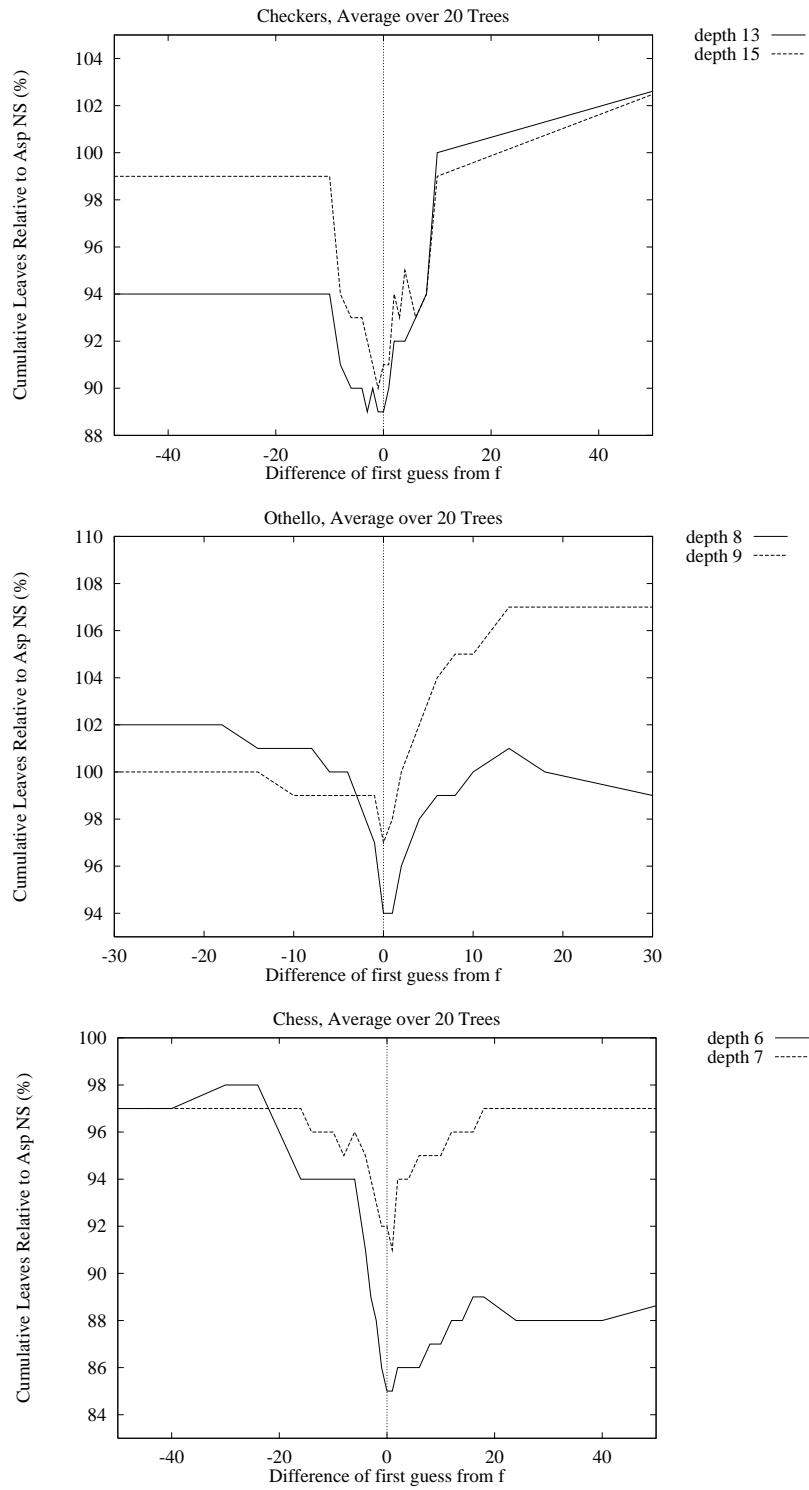 Checkers, Average over 20 Trees
depth 13
depth 15
Cumulative Leaves Relative to Asp NS (%)
104
102
100
98
96
94
92
90
88
-40
-20
0
20
40
Difference of first guess from f
Othello, Average over 20 Trees
depth 8
depth 9
Cumulative Leaves Relative to Asp NS (%)
110
108
106
104
102
100
98
96
94
-30
-20
-10
0
10
20
30
Difference of first guess from f
Chess, Average over 20 Trees
depth 6
depth 7
Cumulative Leaves Relative to Asp NS (%)
100
98
96
94
92
90
88
86
84
-40
-20
0
20
40
Difference of first guess from f